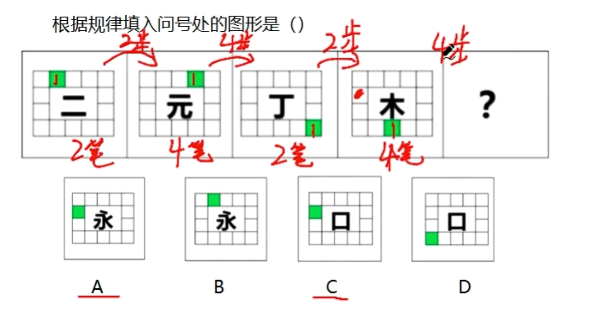 根据规律填入问号处的图形是（）
2步 4步 2步 4步
二 元 丁 木 ?
2笔 4笔 2笔 4笔
永 永 口 口
A B C D